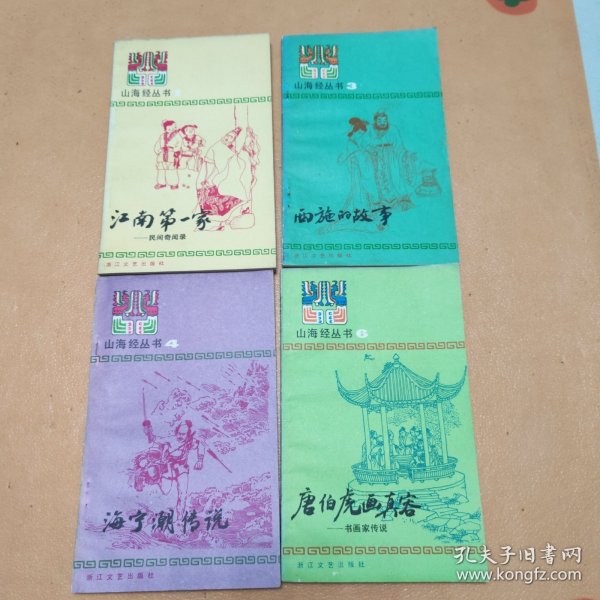 山海经丛书1
江南第一家
——民间奇闻录
浙江文艺出版社
山海经丛书3
西施的故事
浙江文艺出版社
山海经丛书4
海宁潮传说
浙江文艺出版社
山海经丛书6
唐伯虎画真容
——书画家传说
浙江文艺出版社
孔夫子旧书网
www.kongfz.com